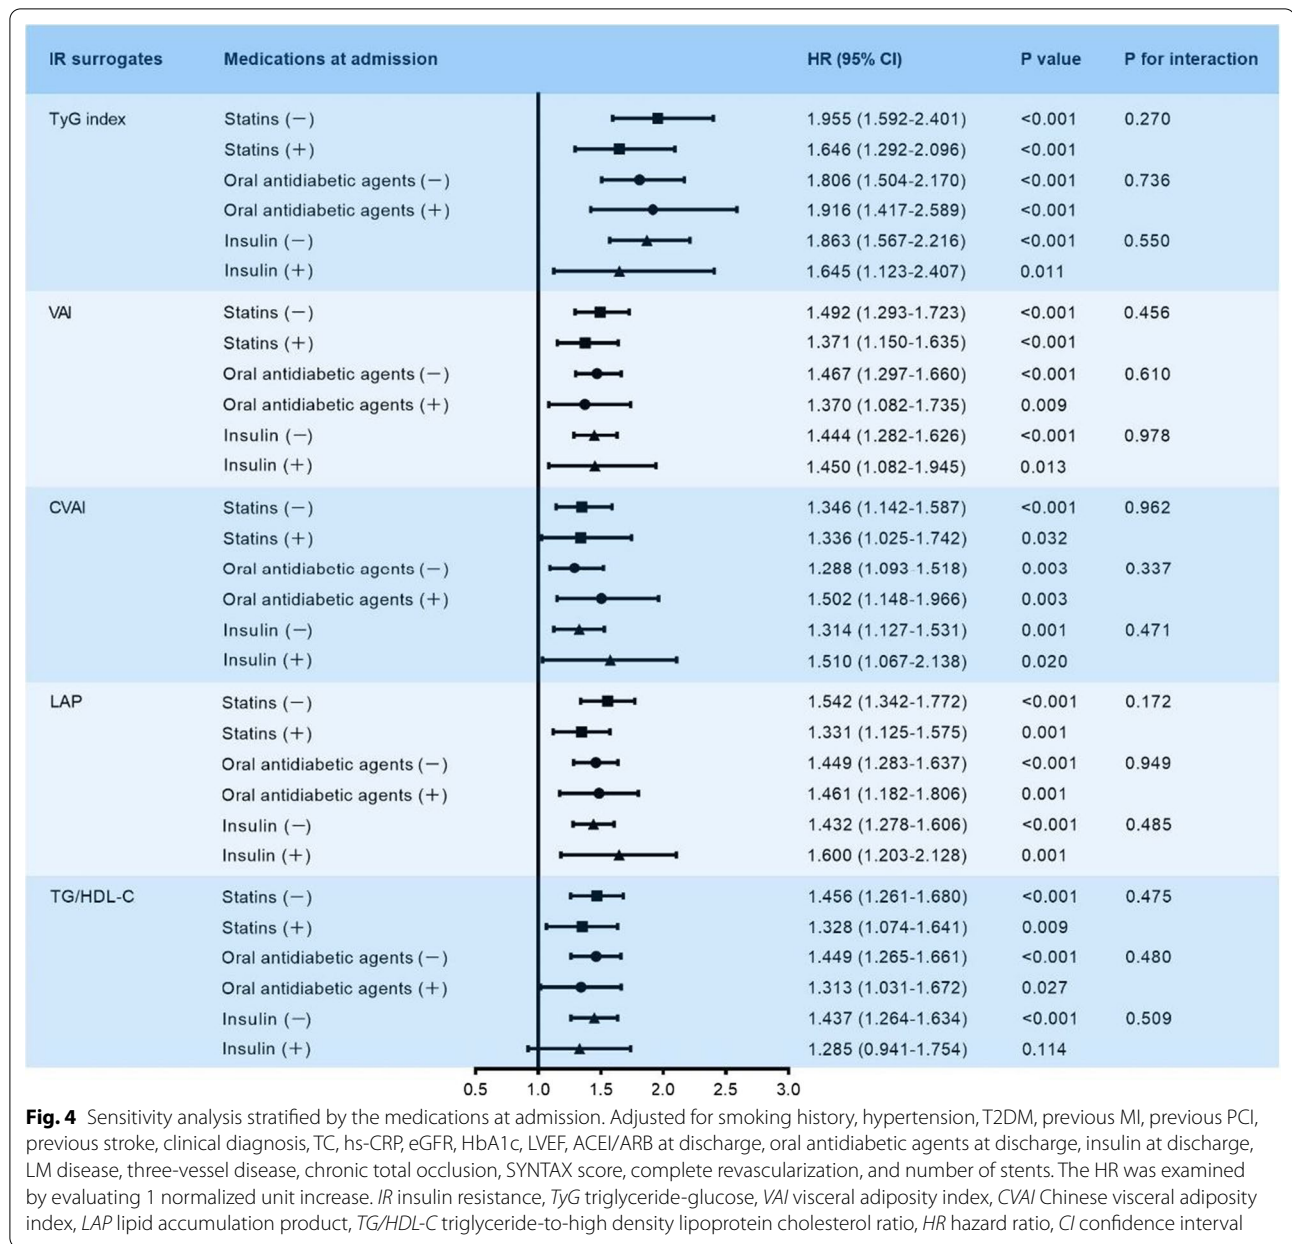 IR surrogates Medications at admission HR (95% CI) P value P for interaction
TyG index Statins (−) 1.955 (1.592-2.401) <0.001 0.270
Statins (+) 1.646 (1.292-2.096) <0.001
Oral antidiabetic agents (−) 1.806 (1.504-2.170) <0.001 0.736
Oral antidiabetic agents (+) 1.916 (1.417-2.589) <0.001
Insulin (−) 1.863 (1.567-2.216) <0.001 0.550
Insulin (+) 1.645 (1.123-2.407) 0.011
VAI Statins (−) 1.492 (1.293-1.723) <0.001 0.456
Statins (+) 1.371 (1.150-1.635) <0.001
Oral antidiabetic agents (−) 1.467 (1.297-1.660) <0.001 0.610
Oral antidiabetic agents (+) 1.370 (1.082-1.735) 0.009
Insulin (−) 1.444 (1.282-1.626) <0.001 0.978
Insulin (+) 1.450 (1.082-1.945) 0.013
CVAI Statins (−) 1.346 (1.142-1.587) <0.001 0.962
Statins (+) 1.336 (1.025-1.742) 0.032
Oral antidiabetic agents (−) 1.288 (1.093-1.518) 0.003 0.337
Oral antidiabetic agents (+) 1.502 (1.148-1.966) 0.003
Insulin (−) 1.314 (1.127-1.531) 0.001 0.471
Insulin (+) 1.510 (1.067-2.138) 0.020
LAP Statins (−) 1.542 (1.342-1.772) <0.001 0.172
Statins (+) 1.331 (1.125-1.575) 0.001
Oral antidiabetic agents (−) 1.449 (1.283-1.637) <0.001 0.949
Oral antidiabetic agents (+) 1.461 (1.182-1.806) 0.001
Insulin (−) 1.432 (1.278-1.606) <0.001 0.485
Insulin (+) 1.600 (1.203-2.128) 0.001
TG/HDL-C Statins (−) 1.456 (1.261-1.680) <0.001 0.475
Statins (+) 1.328 (1.074-1.641) 0.009
Oral antidiabetic agents (−) 1.449 (1.265-1.661) <0.001 0.480
Oral antidiabetic agents (+) 1.313 (1.031-1.672) 0.027
Insulin (−) 1.437 (1.264-1.634) <0.001 0.509
Insulin (+) 1.285 (0.941-1.754) 0.114
0.5 1.0 1.5 2.0 2.5 3.0
Fig. 4 Sensitivity analysis stratified by the medications at admission. Adjusted for smoking history, hypertension, T2DM, previous MI, previous PCI,
previous stroke, clinical diagnosis, TC, hs-CRP, eGFR, HbA1c, LVEF, ACEI/ARB at discharge, oral antidiabetic agents at discharge, insulin at discharge,
LM disease, three-vessel disease, chronic total occlusion, SYNTAX score, complete revascularization, and number of stents. The HR was examined
by evaluating 1 normalized unit increase. IR insulin resistance, TyG triglyceride-glucose, VAI visceral adiposity index, CVAI Chinese visceral adiposity
index, LAP lipid accumulation product, TG/HDL-C triglyceride-to-high density lipoprotein cholesterol ratio, HR hazard ratio, CI confidence interval